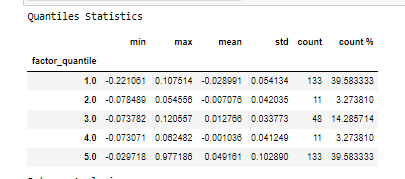 Quantiles Statistics
min max mean std count count %
factor_quantile
1.0 -0.221061 0.107514 -0.028991 0.054134 133 39.583333
2.0 -0.078489 0.054556 -0.007076 0.042035 11 3.273810
3.0 -0.073782 0.120557 0.012766 0.033773 48 14.285714
4.0 -0.073071 0.062482 -0.001036 0.041249 11 3.273810
5.0 -0.029718 0.977186 0.049161 0.102890 133 39.583333